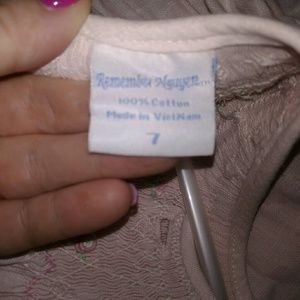 Remember Nguyen
100% Cotton
Made in VietNam
7